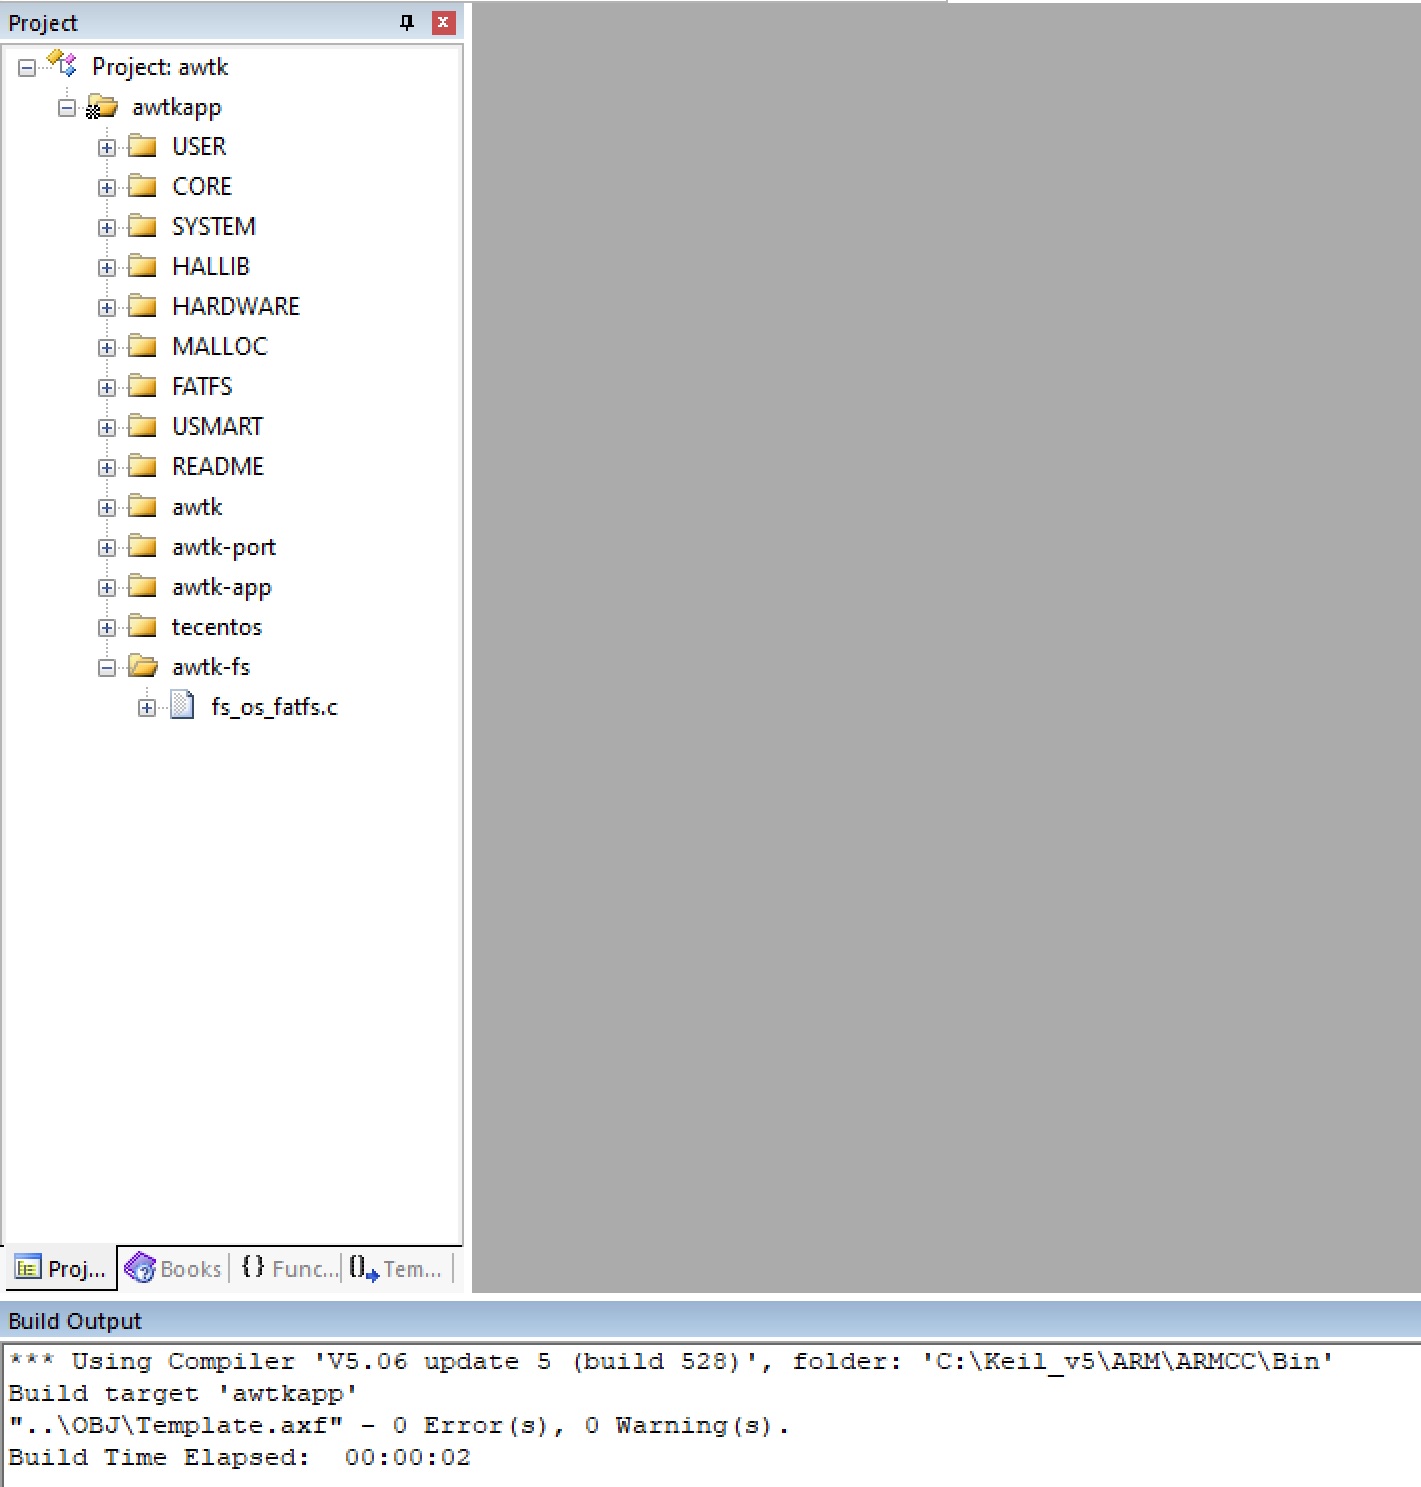 Project
Project: awtk
awtkapp
USER
CORE
SYSTEM
HALLIB
HARDWARE
MALLOC
FATFS
USMART
README
awtk
awtk-port
awtk-app
tecentos
awtk-fs
fs_os_fatfs.c
Proj... Books {} Func... {} Tem...
Build Output
*** Using Compiler 'V5.06 update 5 (build 528)', folder: 'C:\Keil_v5\ARM\ARMCC\Bin'
Build target 'awtkapp'
"..\OBJ\Template.axf" - 0 Error(s), 0 Warning(s).
Build Time Elapsed:  00:00:02